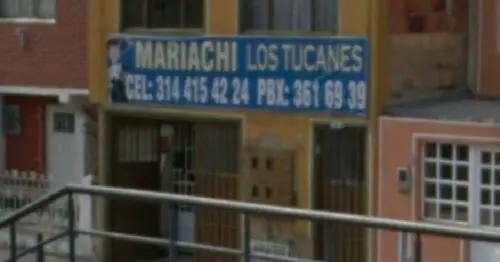 MARIACHI LOS TUCANES
CEL: 314 415 42 24 PBX: 361 69 39